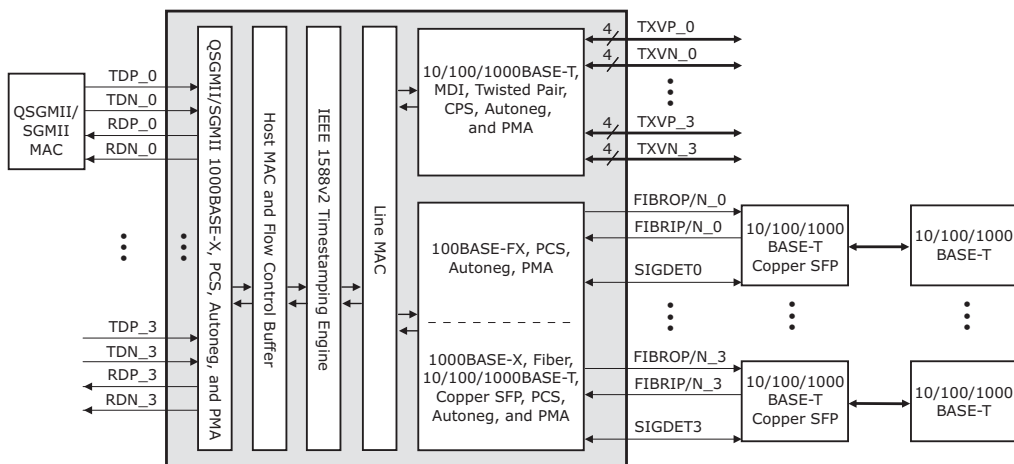 QSGMII/
SGMII
MAC
TDP_0
TDN_0
RDP_0
RDN_0
TDP_3
TDN_3
RDP_3
RDN_3
QSGMII/SGMII 1000BASE-X, PCS, Autoneg, and PMA
Host MAC and Flow Control Buffer
IEEE 1588v2 Timestamping Engine
Line MAC
10/100/1000BASE-T,
MDI, Twisted Pair,
CPS, Autoneg,
and PMA
4
TXVP_0
4
TXVN_0
4
TXVP_3
4
TXVN_3
100BASE-FX, PCS,
Autoneg, PMA
1000BASE-X, Fiber,
10/100/1000BASE-T,
Copper SFP, PCS,
Autoneg, and PMA
FIBROP/N_0
FIBRIP/N_0
SIGDET0
10/100/1000
BASE-T
Copper SFP
10/100/1000
BASE-T
FIBROP/N_3
FIBRIP/N_3
SIGDET3
10/100/1000
BASE-T
Copper SFP
10/100/1000
BASE-T